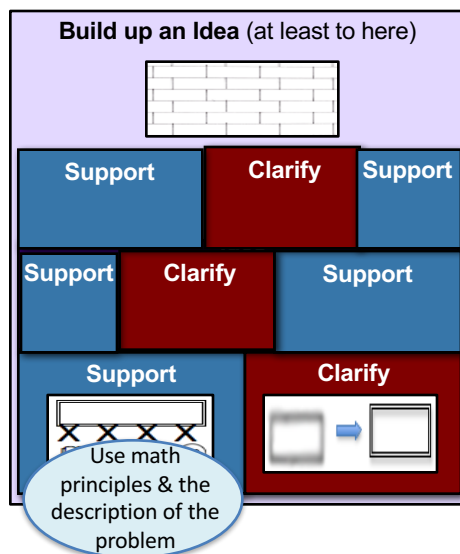 Build up an Idea (at least to here)
Support Clarify Support
Support Clarify Support
Support Clarify
Use math
principles & the
description of the
problem